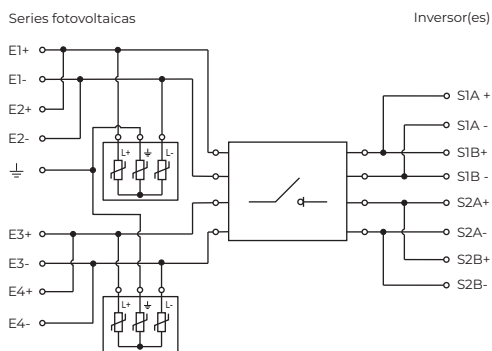 Series fotovoltaicas
Inversor(es)
E1+
E1-
E2+
E2-
E3+
E3-
E4+
E4-
L+
L-
L+
L-
S1A +
S1A -
S1B+
S1B -
S2A+
S2A-
S2B+
S2B-